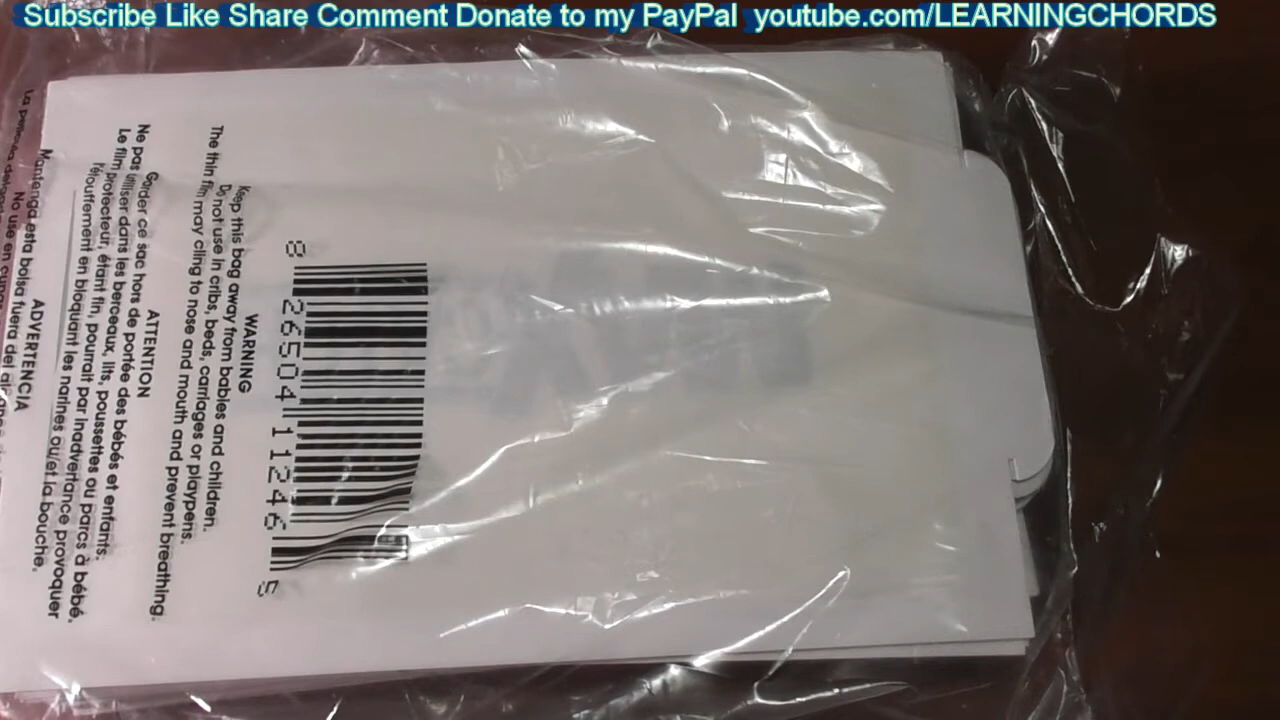 Subscribe Like Share Comment Donate to my PayPal youtube.com/LEARNINGCHORDS
8 26504 11246 5
WARNING
Keep this bag away from babies and children.
Do not use in cribs, beds, carriages or playpens.
The thin film may cling to nose and mouth and prevent breathing.
ATTENTION
Garder ce sac hors de portée des bébés et enfants.
Ne pas utiliser dans les berceaux, lits, poussettes ou parcs à bébé.
Le film protecteur, étant fin, pourrait par inadvertance provoquer
l'étouffement en bloquant les narines ou/et la bouche.
ADVERTENCIA
Mantenga esta bolsa fuera del
No use en
La